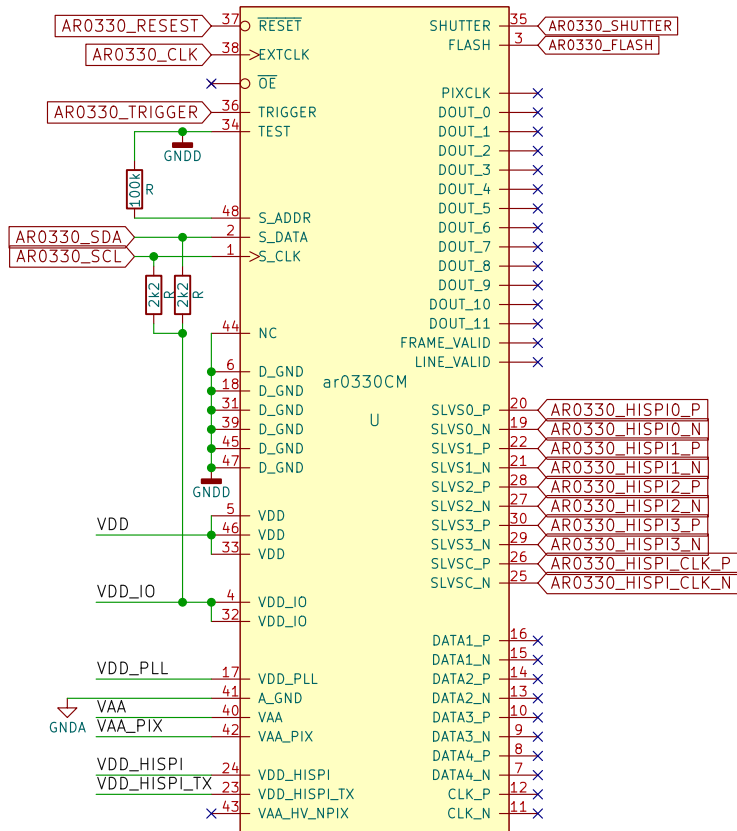 AR0330_RESEST 37 RESET
AR0330_CLK 38 EXTCLK
OE
AR0330_TRIGGER 36 TRIGGER
34 TEST
GNDD
100k R
48 S_ADDR
AR0330_SDA 2 S_DATA
AR0330_SCL 1 S_CLK
2k2 R 2k2 R
44 NC
6 D_GND
18 D_GND
31 D_GND
39 D_GND
45 D_GND
47 D_GND
GNDD
5 VDD
VDD 46 VDD
33 VDD
VDD_IO 4 VDD_IO
32 VDD_IO
VDD_PLL 17 VDD_PLL
41 A_GND
GNDA
VAA 40 VAA
VAA_PIX 42 VAA_PIX
VDD_HISPI 24 VDD_HISPI
VDD_HISPI_TX 23 VDD_HISPI_TX
43 VAA_HV_NPIX
ar0330CM
U
SHUTTER 35 AR0330_SHUTTER
FLASH 3 AR0330_FLASH
PIXCLK
DOUT_0
DOUT_1
DOUT_2
DOUT_3
DOUT_4
DOUT_5
DOUT_6
DOUT_7
DOUT_8
DOUT_9
DOUT_10
DOUT_11
FRAME_VALID
LINE_VALID
SLVS0_P 20 AR0330_HISPI0_P
SLVS0_N 19 AR0330_HISPI0_N
SLVS1_P 22 AR0330_HISPI1_P
SLVS1_N 21 AR0330_HISPI1_N
SLVS2_P 28 AR0330_HISPI2_P
SLVS2_N 27 AR0330_HISPI2_N
SLVS3_P 30 AR0330_HISPI3_P
SLVS3_N 29 AR0330_HISPI3_N
SLVSC_P 26 AR0330_HISPI_CLK_P
SLVSC_N 25 AR0330_HISPI_CLK_N
DATA1_P 16
DATA1_N 15
DATA2_P 14
DATA2_N 13
DATA3_P 10
DATA3_N 9
DATA4_P 8
DATA4_N 7
CLK_P 12
CLK_N 11